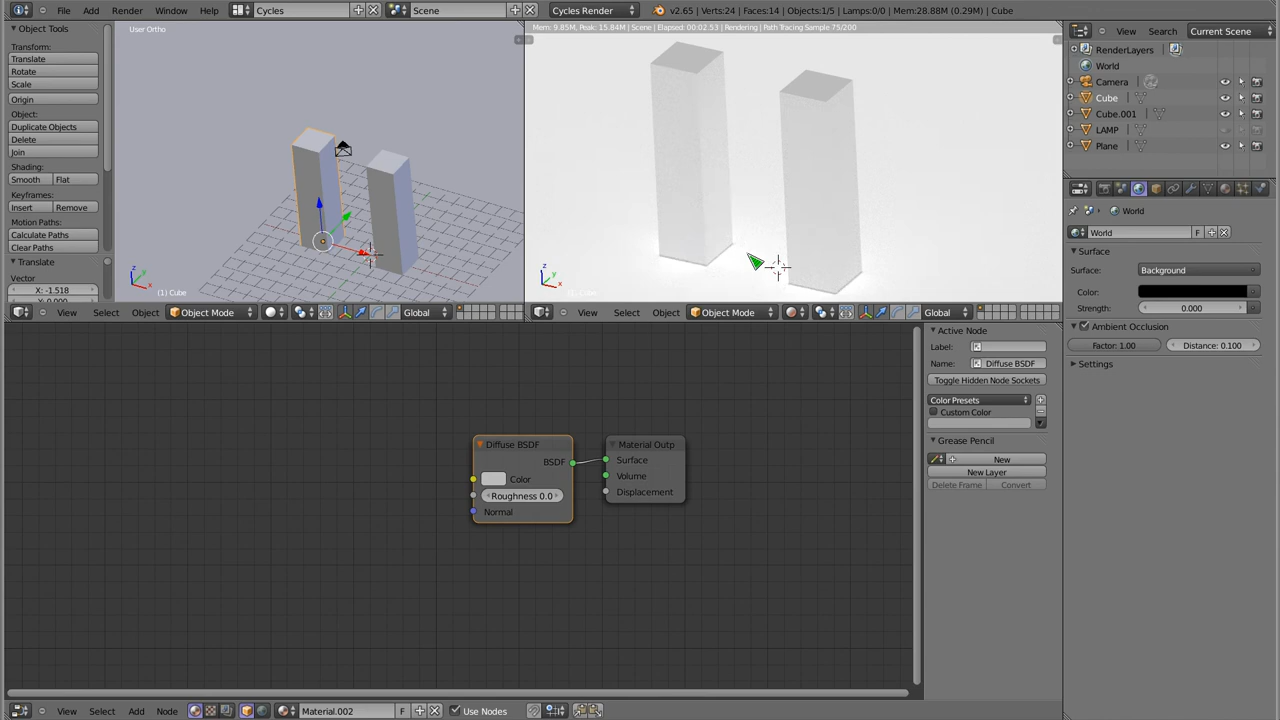 File Add Render Window Help Cycles Scene Cycles Render v2.65 | Verts:24 | Faces:14 | Objects:1/5 | Lamps:0/0 | Mem:28.88M (0.29M) | Cube
Object Tools
Transform:
Translate
Rotate
Scale
Origin
Object:
Duplicate Objects
Delete
Join
Shading:
Smooth Flat
Keyframes:
Insert Remove
Motion Paths:
Calculate Paths
Clear Paths
Translate
Vector
X: -1.518
Y: 0.000
User Ortho
z
y
x
(1) Cube
View Select Object Object Mode Global
Mem: 9.85M, Peak: 15.84M | Scene | Elapsed: 00:02.53 | Rendering | Path Tracing Sample 75/200
z
y
x
View Select Object Object Mode Global
View Search Current Scene
RenderLayers
World
Camera
Cube
Cube.001
LAMP
Plane
World
World F
Surface
Surface: Background
Color:
Strength: 0.000
Ambient Occlusion
Factor: 1.00 Distance: 0.100
Settings
Diffuse BSDF
BSDF
Color
Roughness 0.0
Normal
Material Outp
Surface
Volume
Displacement
Active Node
Label:
Name: Diffuse BSDF
Toggle Hidden Node Sockets
Color Presets
Custom Color
Grease Pencil
New
New Layer
Delete Frame Convert
View Select Add Node Material.002 F Use Nodes